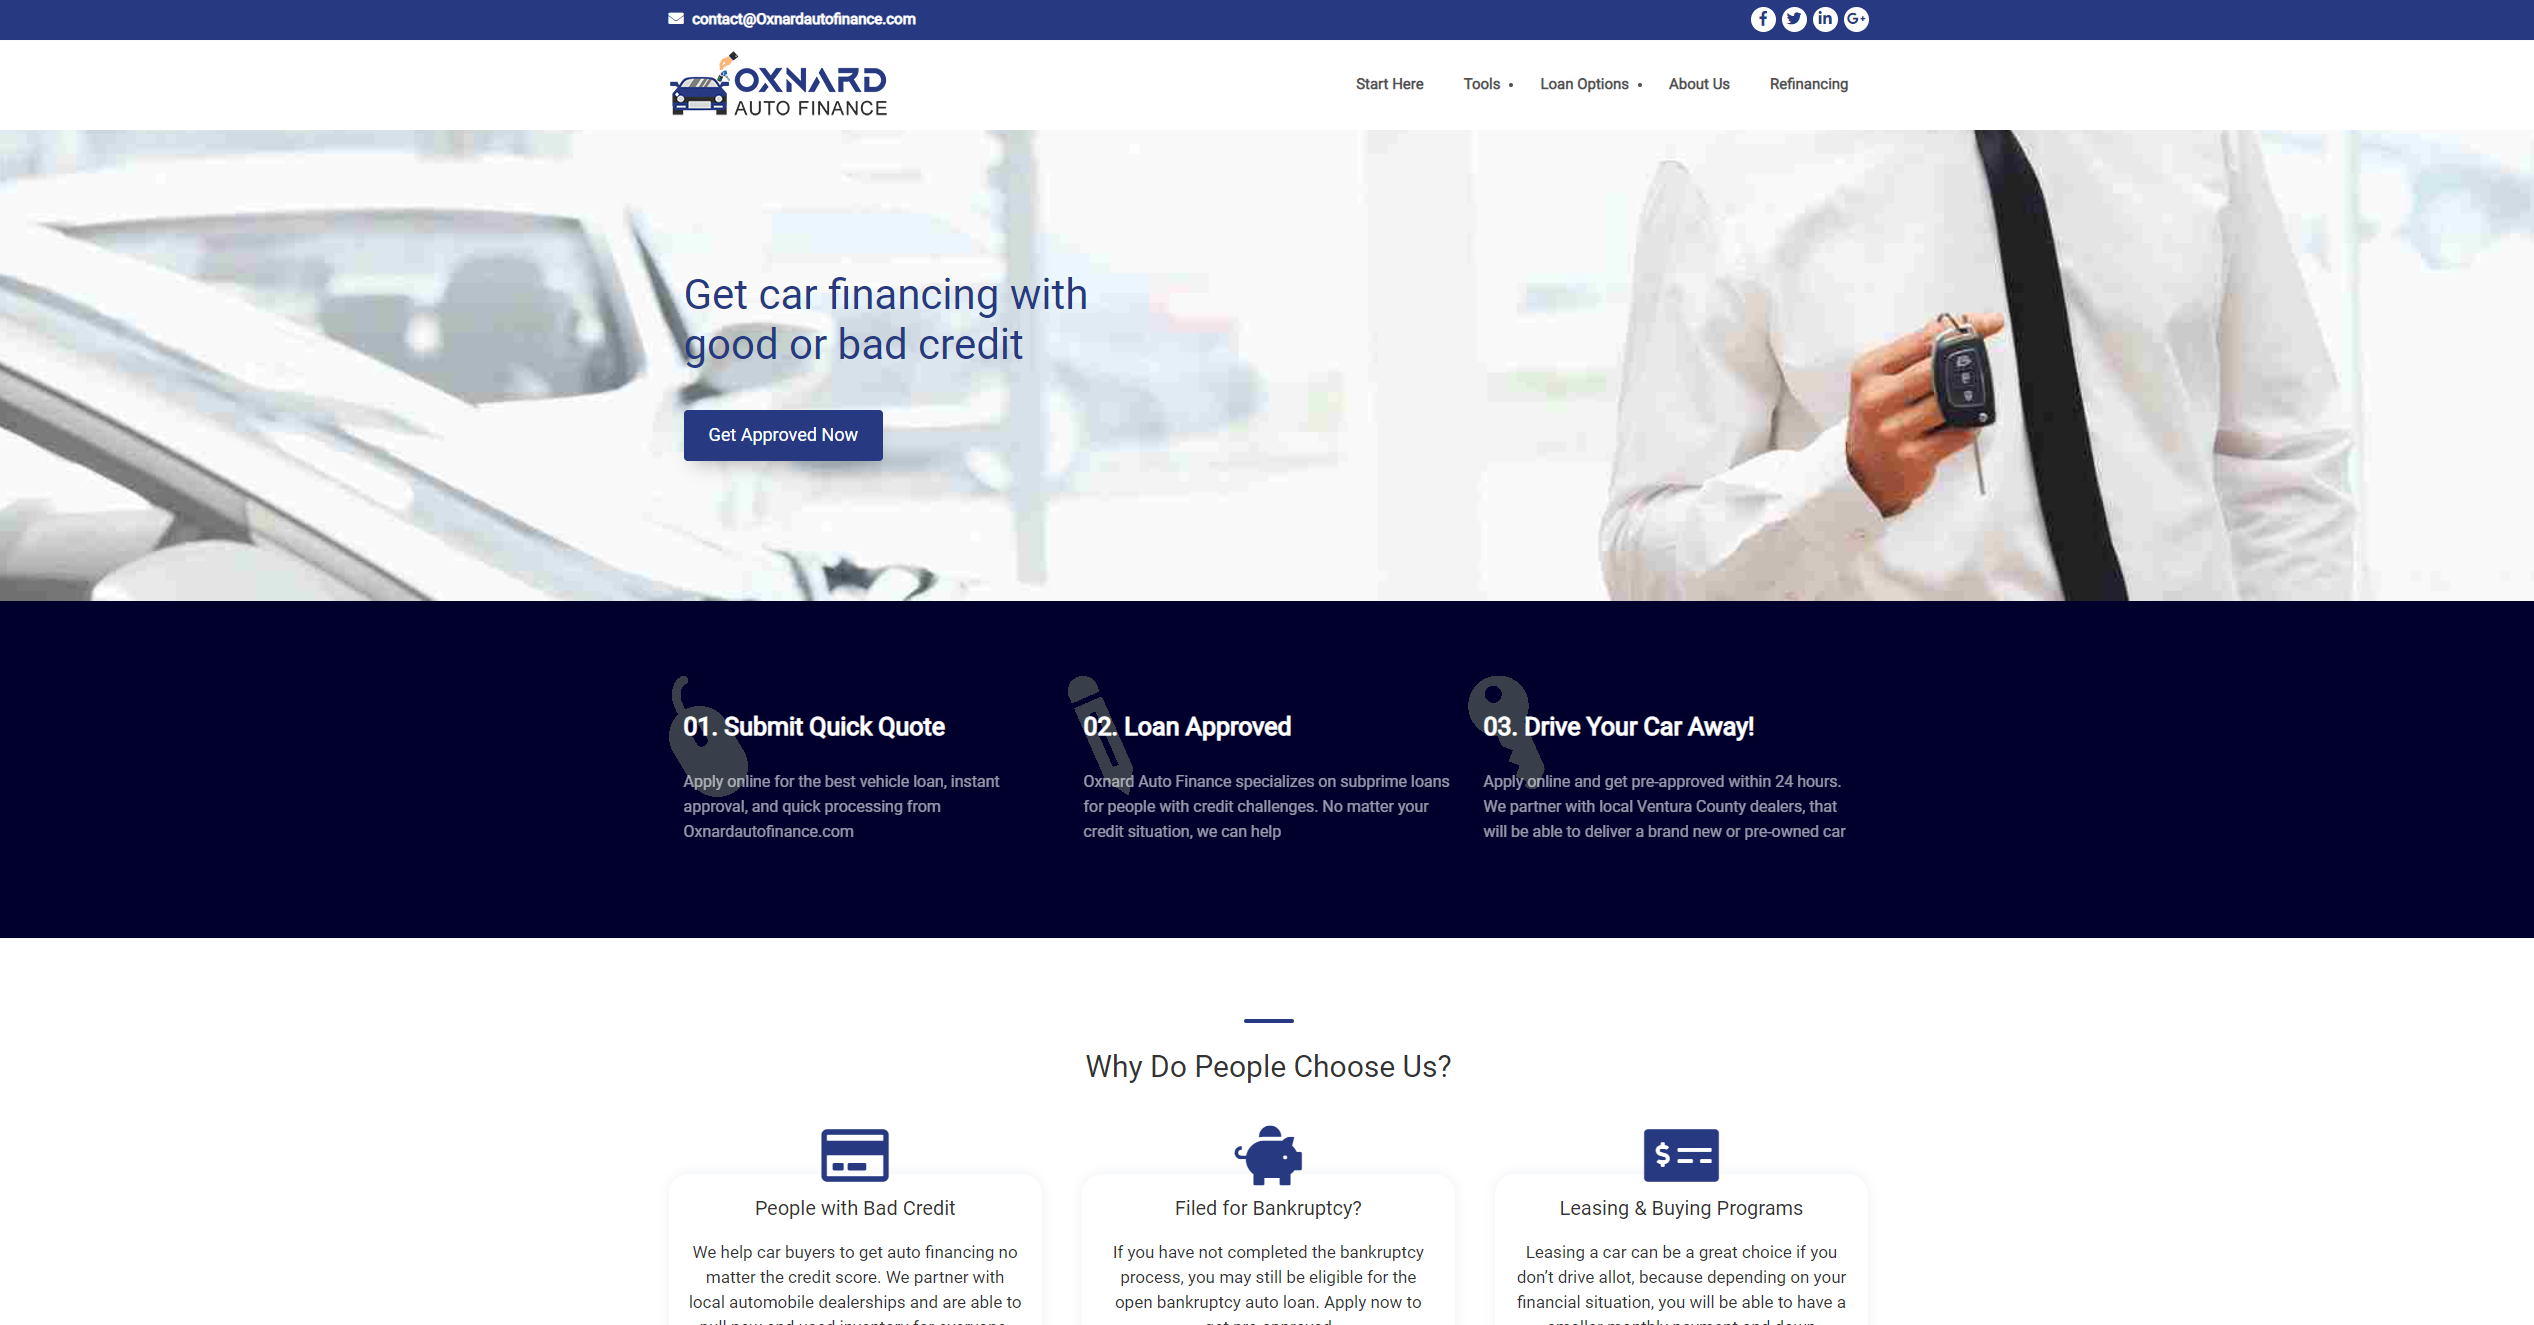 contact@Oxnardautofinance.com
OXNARD
AUTO FINANCE
Start Here
Tools
Loan Options
About Us
Refinancing
Get car financing with
good or bad credit
Get Approved Now
01. Submit Quick Quote
Apply online for the best vehicle loan, instant
approval, and quick processing from
Oxnardautofinance.com
02. Loan Approved
Oxnard Auto Finance specializes on subprime loans
for people with credit challenges. No matter your
credit situation, we can help
03. Drive Your Car Away!
Apply online and get pre-approved within 24 hours.
We partner with local Ventura County dealers, that
will be able to deliver a brand new or pre-owned car
Why Do People Choose Us?
People with Bad Credit
We help car buyers to get auto financing no
matter the credit score. We partner with
local automobile dealerships and are able to
Filed for Bankruptcy?
If you have not completed the bankruptcy
process, you may still be eligible for the
open bankruptcy auto loan. Apply now to
Leasing & Buying Programs
Leasing a car can be a great choice if you
don’t drive allot, because depending on your
financial situation, you will be able to have a